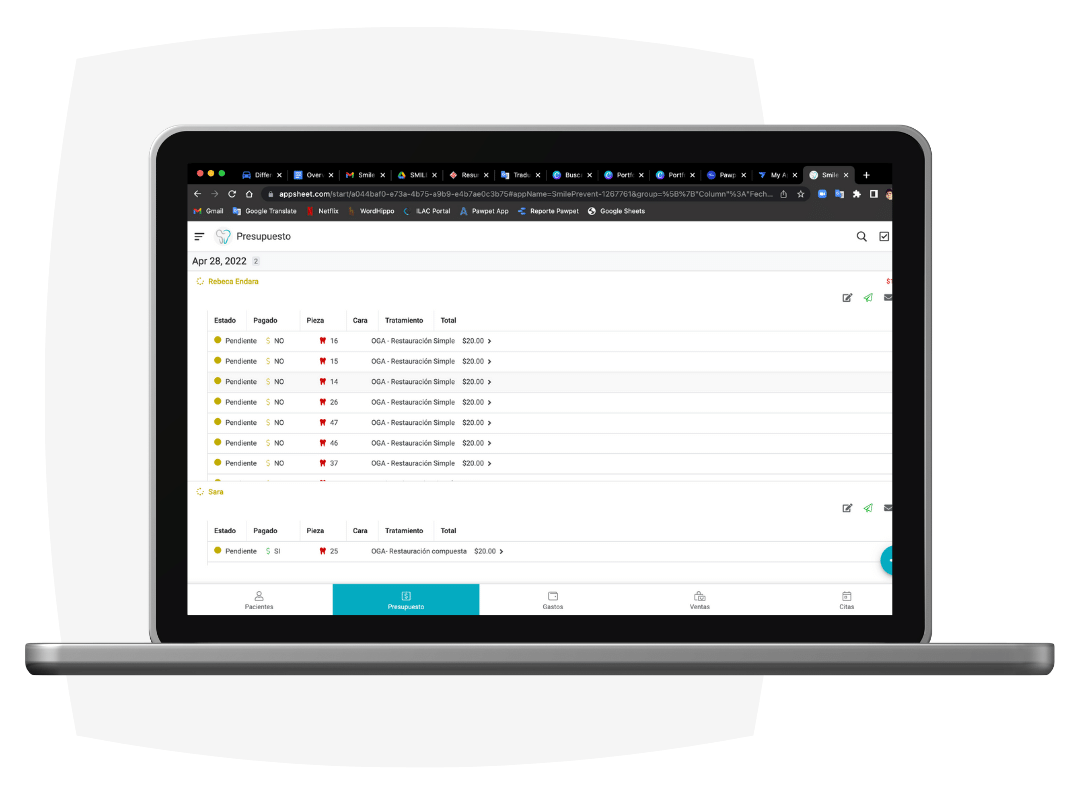 Differ Over Smile SMILI Resu Tradu Busc Portf Portf Portf Pawp My A Smile
appsheet.com/start/a044baf0-e73a-4b75-a9b9-e4b7ae0c3b75#appName=SmilePrevent-1267761&group=%5B%7B"Column"%3A"Fech...
Gmail Google Translate Netflix WordHippo ILAC Portal Pawpet App Reporte Pawpet Google Sheets
Presupuesto
Apr 28, 2022 2
Rebeca Endara
Estado Pagado Pieza Cara Tratamiento Total
Pendiente $ NO 16 OGA - Restauración Simple $20.00
Pendiente $ NO 15 OGA - Restauración Simple $20.00
Pendiente $ NO 14 OGA - Restauración Simple $20.00
Pendiente $ NO 26 OGA - Restauración Simple $20.00
Pendiente $ NO 47 OGA - Restauración Simple $20.00
Pendiente $ NO 46 OGA - Restauración Simple $20.00
Pendiente $ NO 37 OGA - Restauración Simple $20.00
Sara
Estado Pagado Pieza Cara Tratamiento Total
Pendiente $ SI 25 OGA- Restauración compuesta $20.00
Pacientes Presupuesto Gastos Ventas Citas